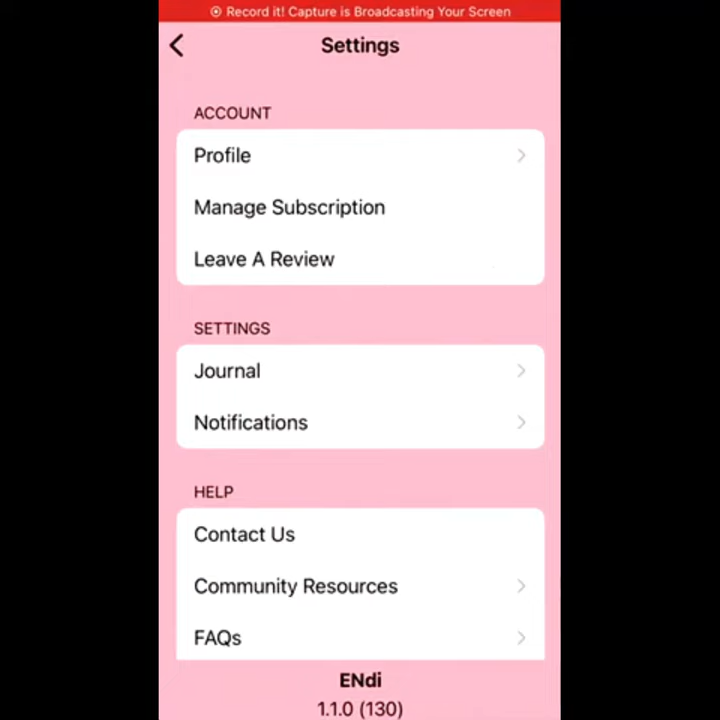 Record it! Capture is Broadcasting Your Screen
Settings
ACCOUNT
Profile
Manage Subscription
Leave A Review
SETTINGS
Journal
Notifications
HELP
Contact Us
Community Resources
FAQs
ENdi
1.1.0 (130)